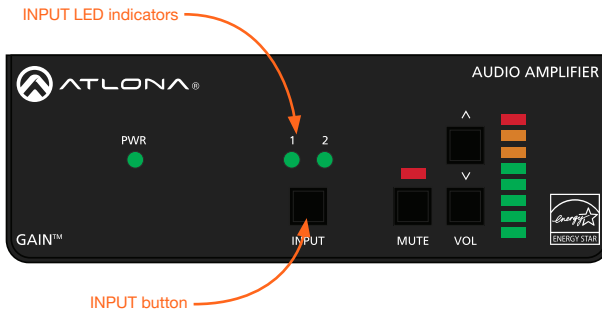 INPUT LED indicators
ATLONA®
AUDIO AMPLIFIER
PWR
1 2
INPUT
MUTE
VOL
GAIN™
energy
ENERGY STAR
INPUT button